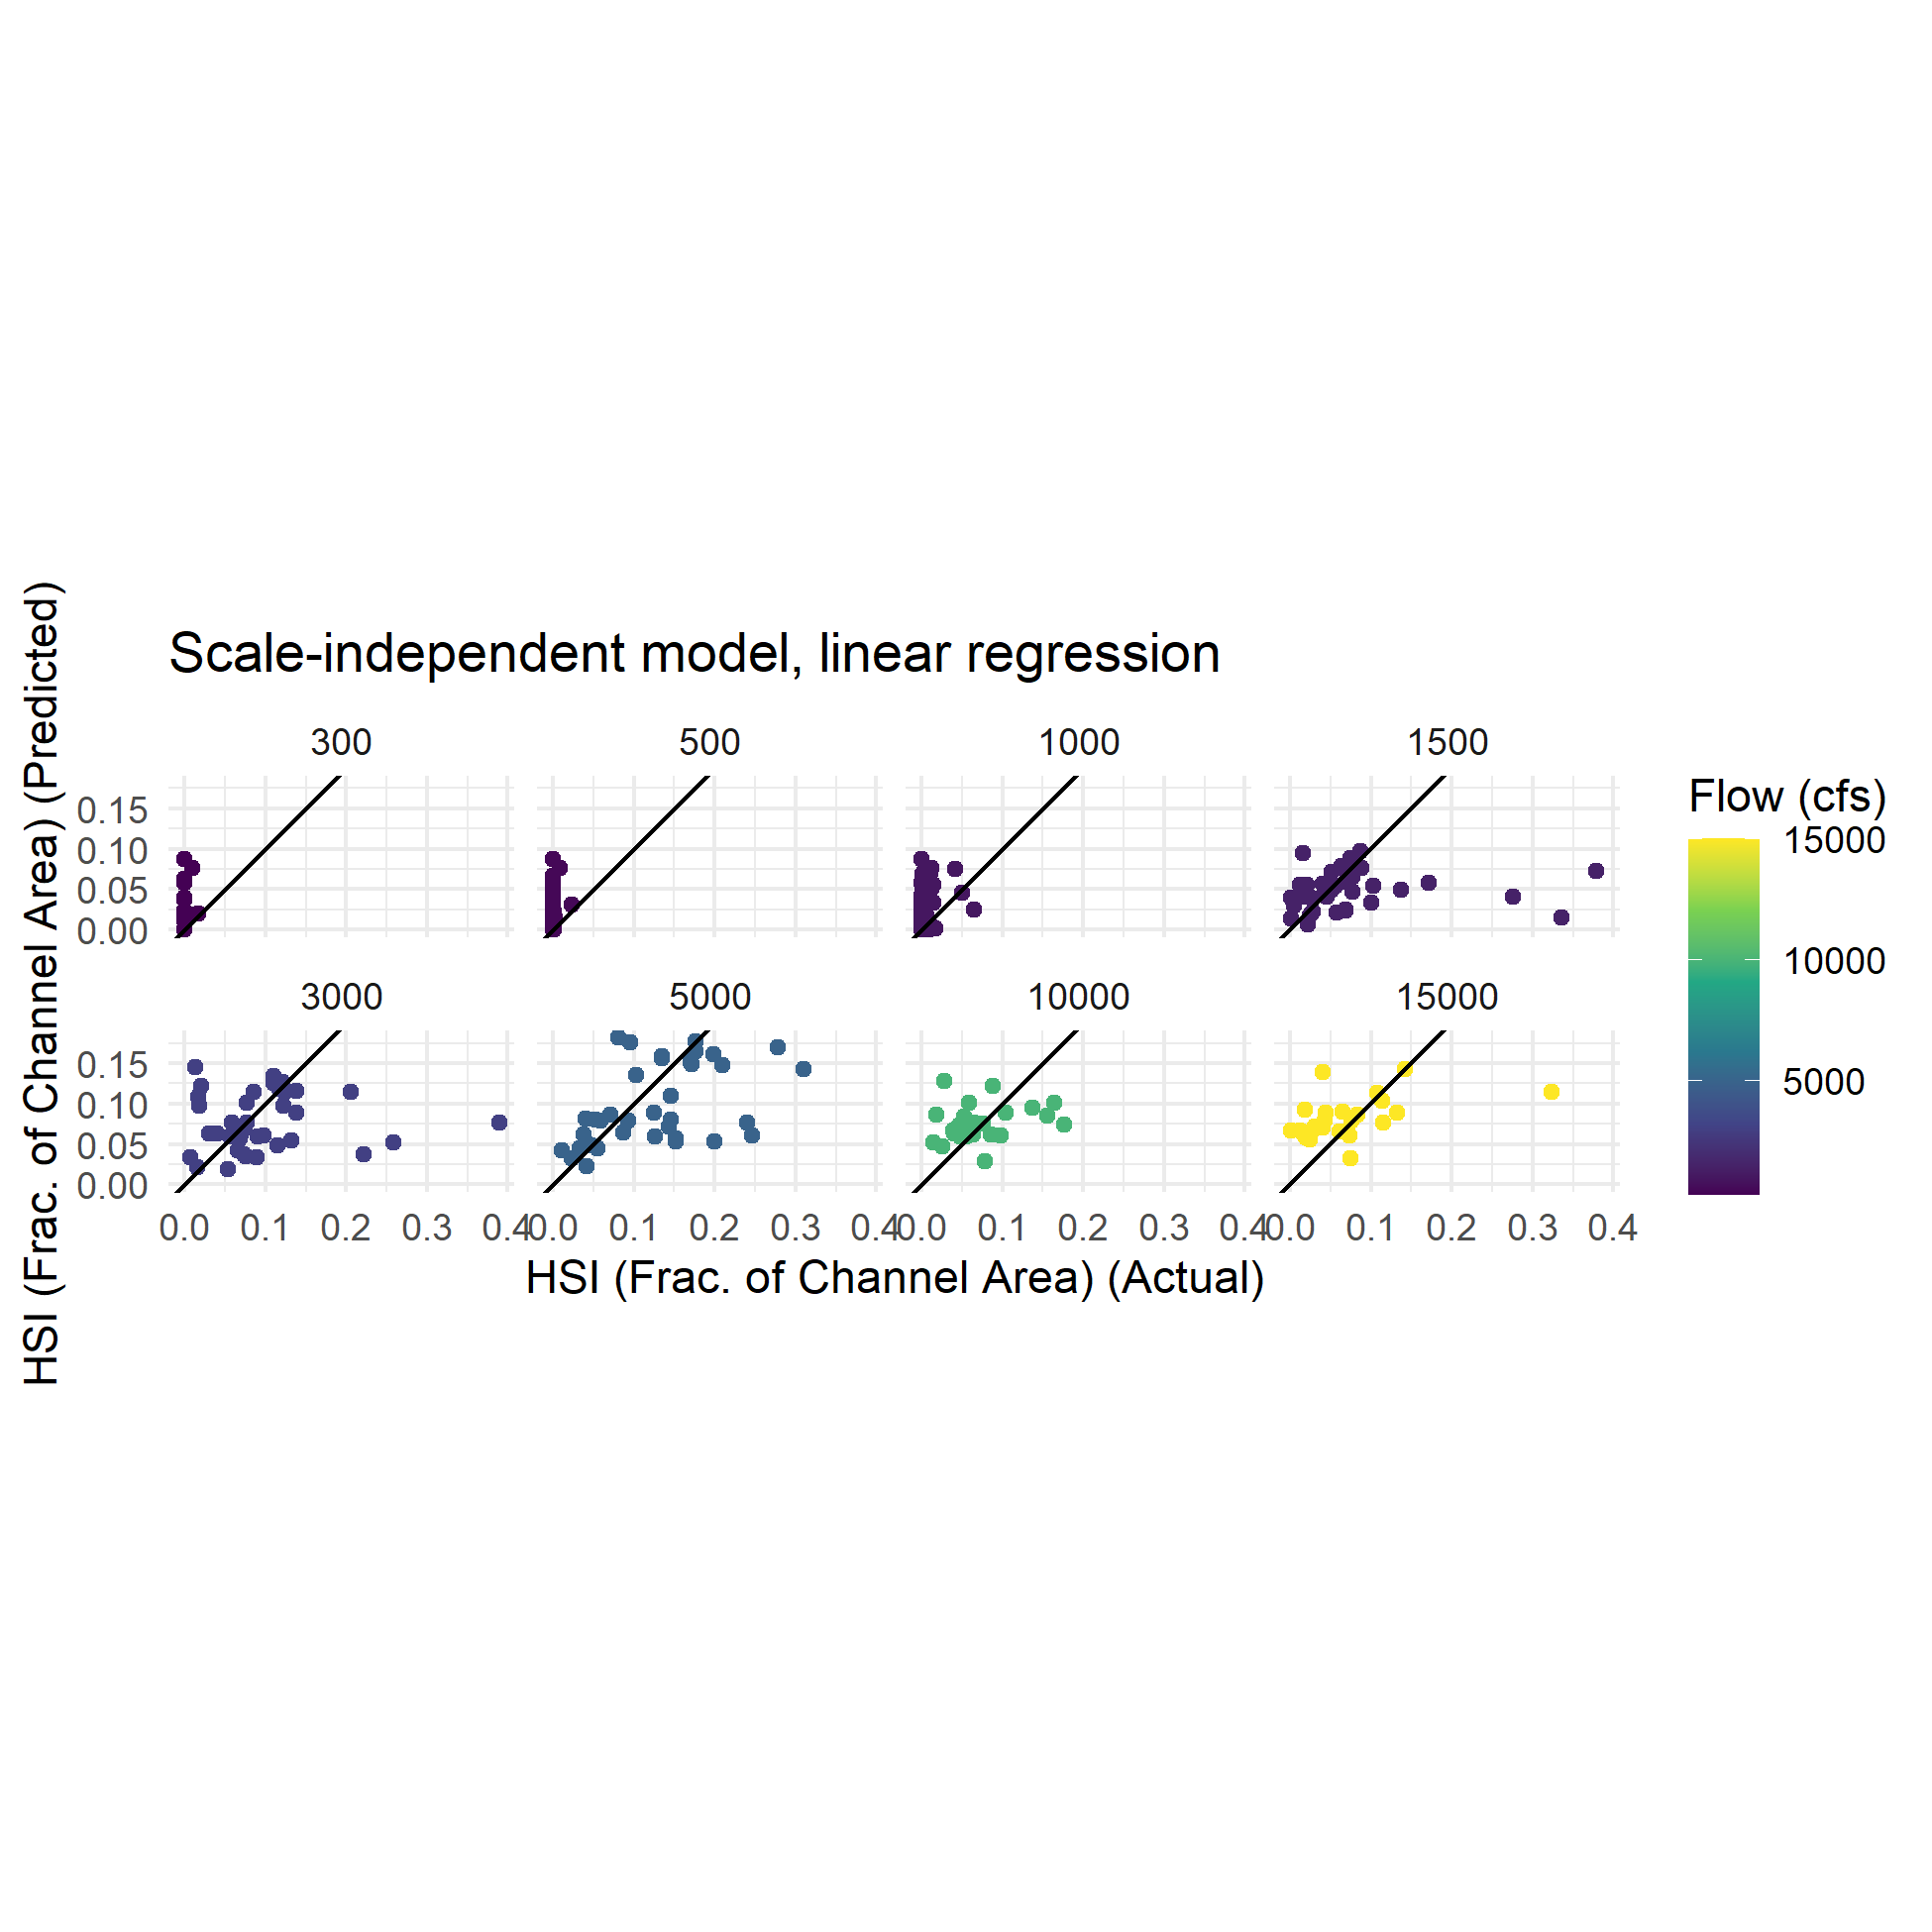 Scale-independent model, linear regression
HSI (Frac. of Channel Area) (Predicted)
300 500 1000 1500
0.15
0.10
0.05
0.00
3000 5000 10000 15000
0.15
0.10
0.05
0.00
0.0 0.1 0.2 0.3 0.4 0.0 0.1 0.2 0.3 0.4 0.0 0.1 0.2 0.3 0.4 0.0 0.1 0.2 0.3 0.4
HSI (Frac. of Channel Area) (Actual)
Flow (cfs)
15000
10000
5000